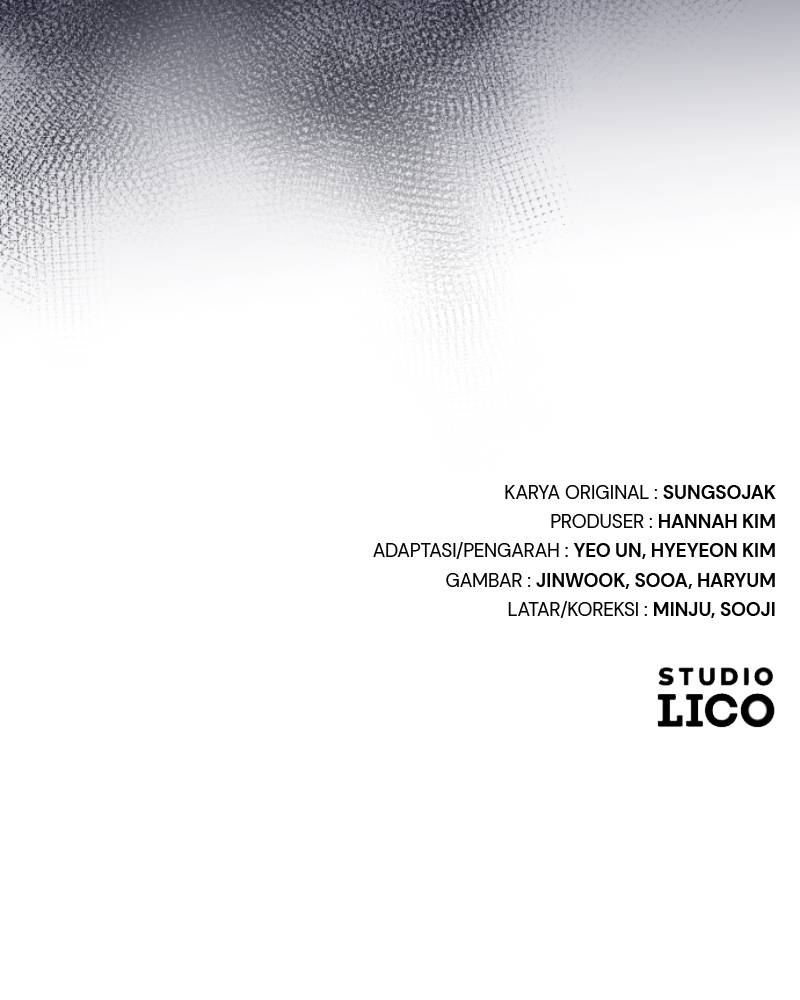 KARYA ORIGINAL : SUNGSOJAK
PRODUSER : HANNAH KIM
ADAPTASI/PENGARAH : YEO UN, HYEYEON KIM
GAMBAR : JINWOOK, SOOA, HARYUM
LATAR/KOREKSI : MINJU, SOOJI
STUDIO
LICO